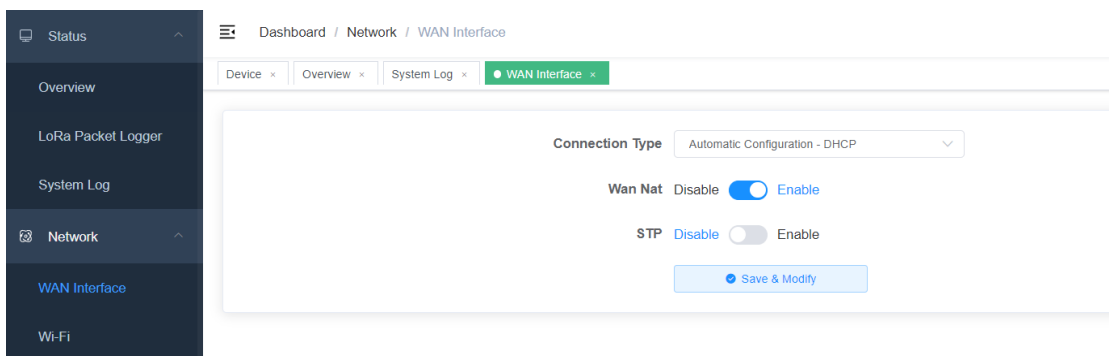 Status
Overview
LoRa Packet Logger
System Log
Network
WAN Interface
Wi-Fi
Dashboard / Network / WAN Interface
Device × Overview × System Log × WAN Interface ×
Connection Type Automatic Configuration - DHCP
Wan Nat Disable Enable
STP Disable Enable
Save & Modify